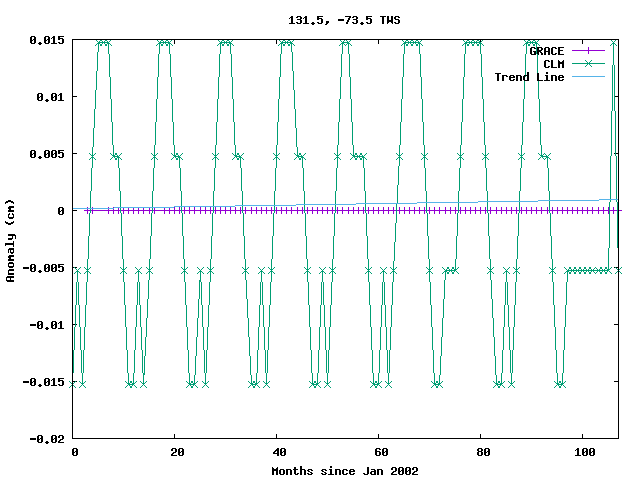 131.5, -73.5 TWS
0.015
0.01
0.005
0
-0.005
-0.01
-0.015
-0.02
Anomaly (cm)
GRACE
CLM
Trend Line
0 20 40 60 80 100
Months since Jan 2002